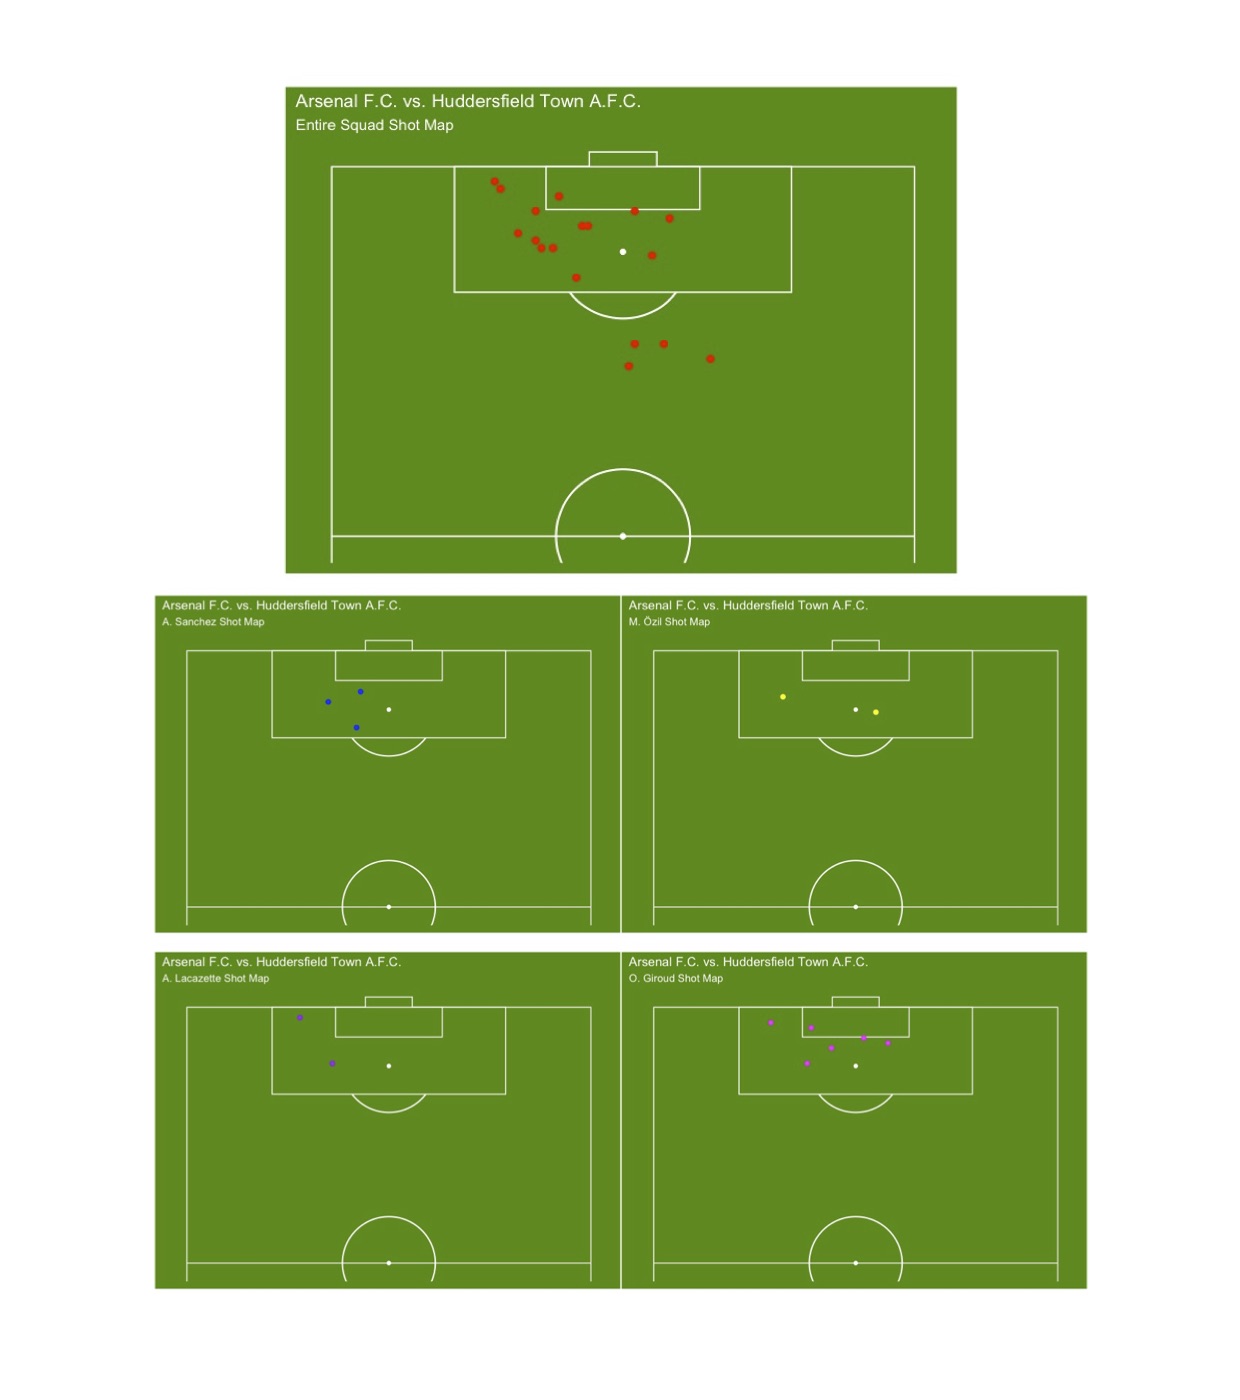 Arsenal F.C. vs. Huddersfield Town A.F.C.
Entire Squad Shot Map
Arsenal F.C. vs. Huddersfield Town A.F.C.
A. Sanchez Shot Map
Arsenal F.C. vs. Huddersfield Town A.F.C.
M. Özil Shot Map
Arsenal F.C. vs. Huddersfield Town A.F.C.
A. Lacazette Shot Map
Arsenal F.C. vs. Huddersfield Town A.F.C.
O. Giroud Shot Map